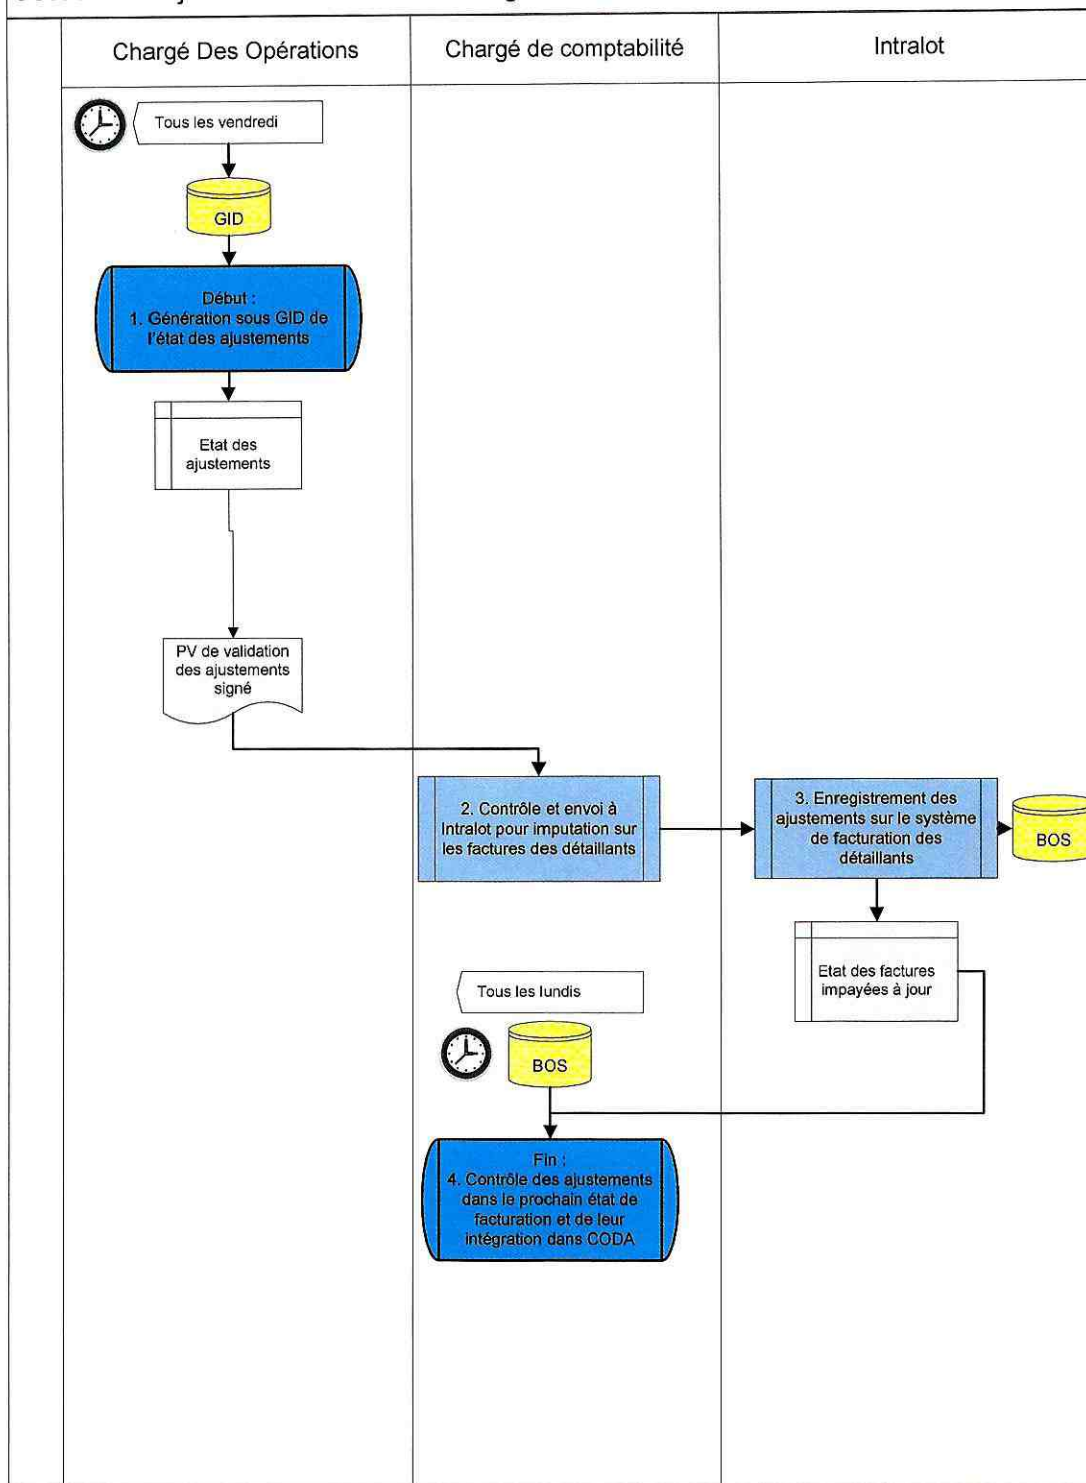 Chargé Des Opérations
Chargé de comptabilité
Intralot
Tous les vendredi
GID
Début :
1. Génération sous GID de
l'état des ajustements
Etat des
ajustements
PV de validation
des ajustements
signé
2. Contrôle et envoi à
Intralot pour imputation sur
les factures des détaillants
3. Enregistrement des
ajustements sur le système
de facturation des
détaillants
BOS
Etat des factures
impayées à jour
Tous les lundis
BOS
Fin :
4. Contrôle des ajustements
dans le prochain état de
facturation et de leur
intégration dans CODA